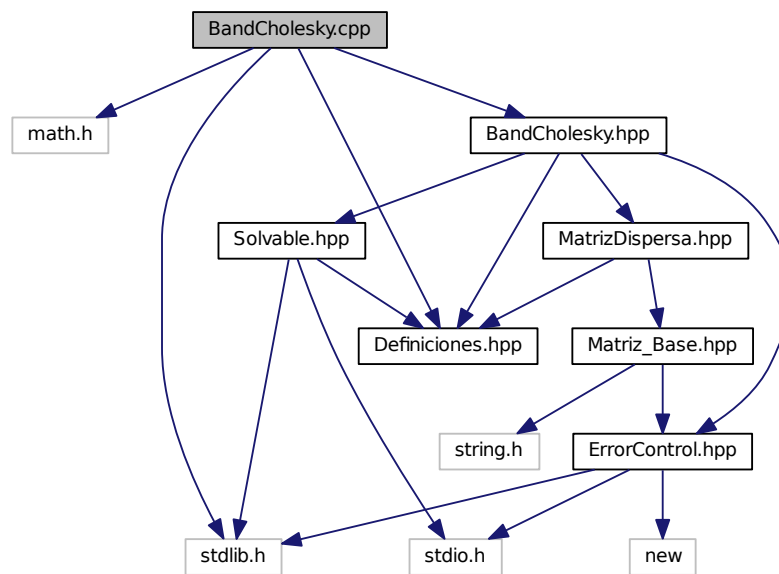 BandCholesky.cpp
math.h
BandCholesky.hpp
Solvable.hpp
MatrizDispersa.hpp
Definiciones.hpp
Matriz_Base.hpp
string.h
ErrorControl.hpp
stdlib.h
stdio.h
new